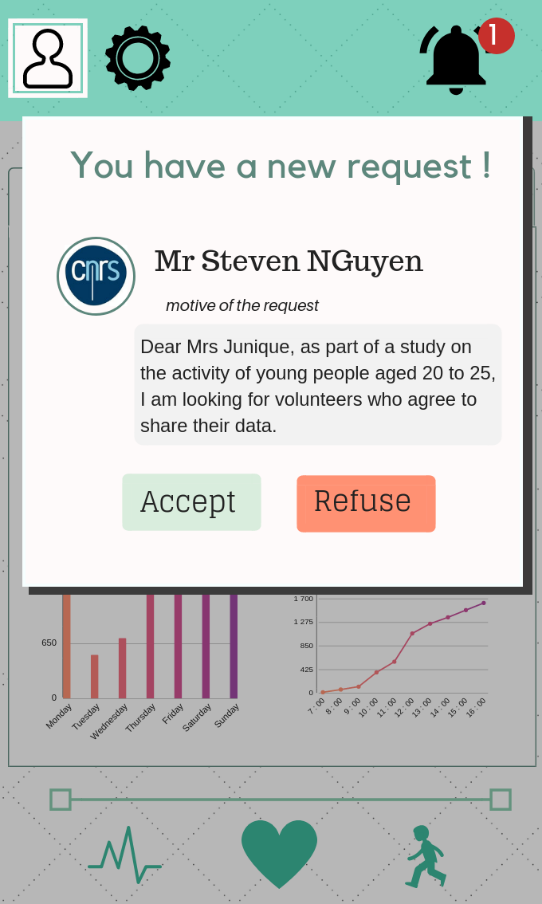 1
You have a new request !
cnrs
Mr Steven NGuyen
motive of the request
Dear Mrs Junique, as part of a study on
the activity of young people aged 20 to 25,
I am looking for volunteers who agree to
share their data.
Accept
Refuse
650
0
Monday
Tuesday
Wednesday
Thursday
Friday
Saturday
Sunday
1 700
1 275
850
425
0
7 : 00
8 : 00
9 : 00
10 : 00
11 : 00
12 : 00
13 : 00
14 : 00
15 : 00
16 : 00